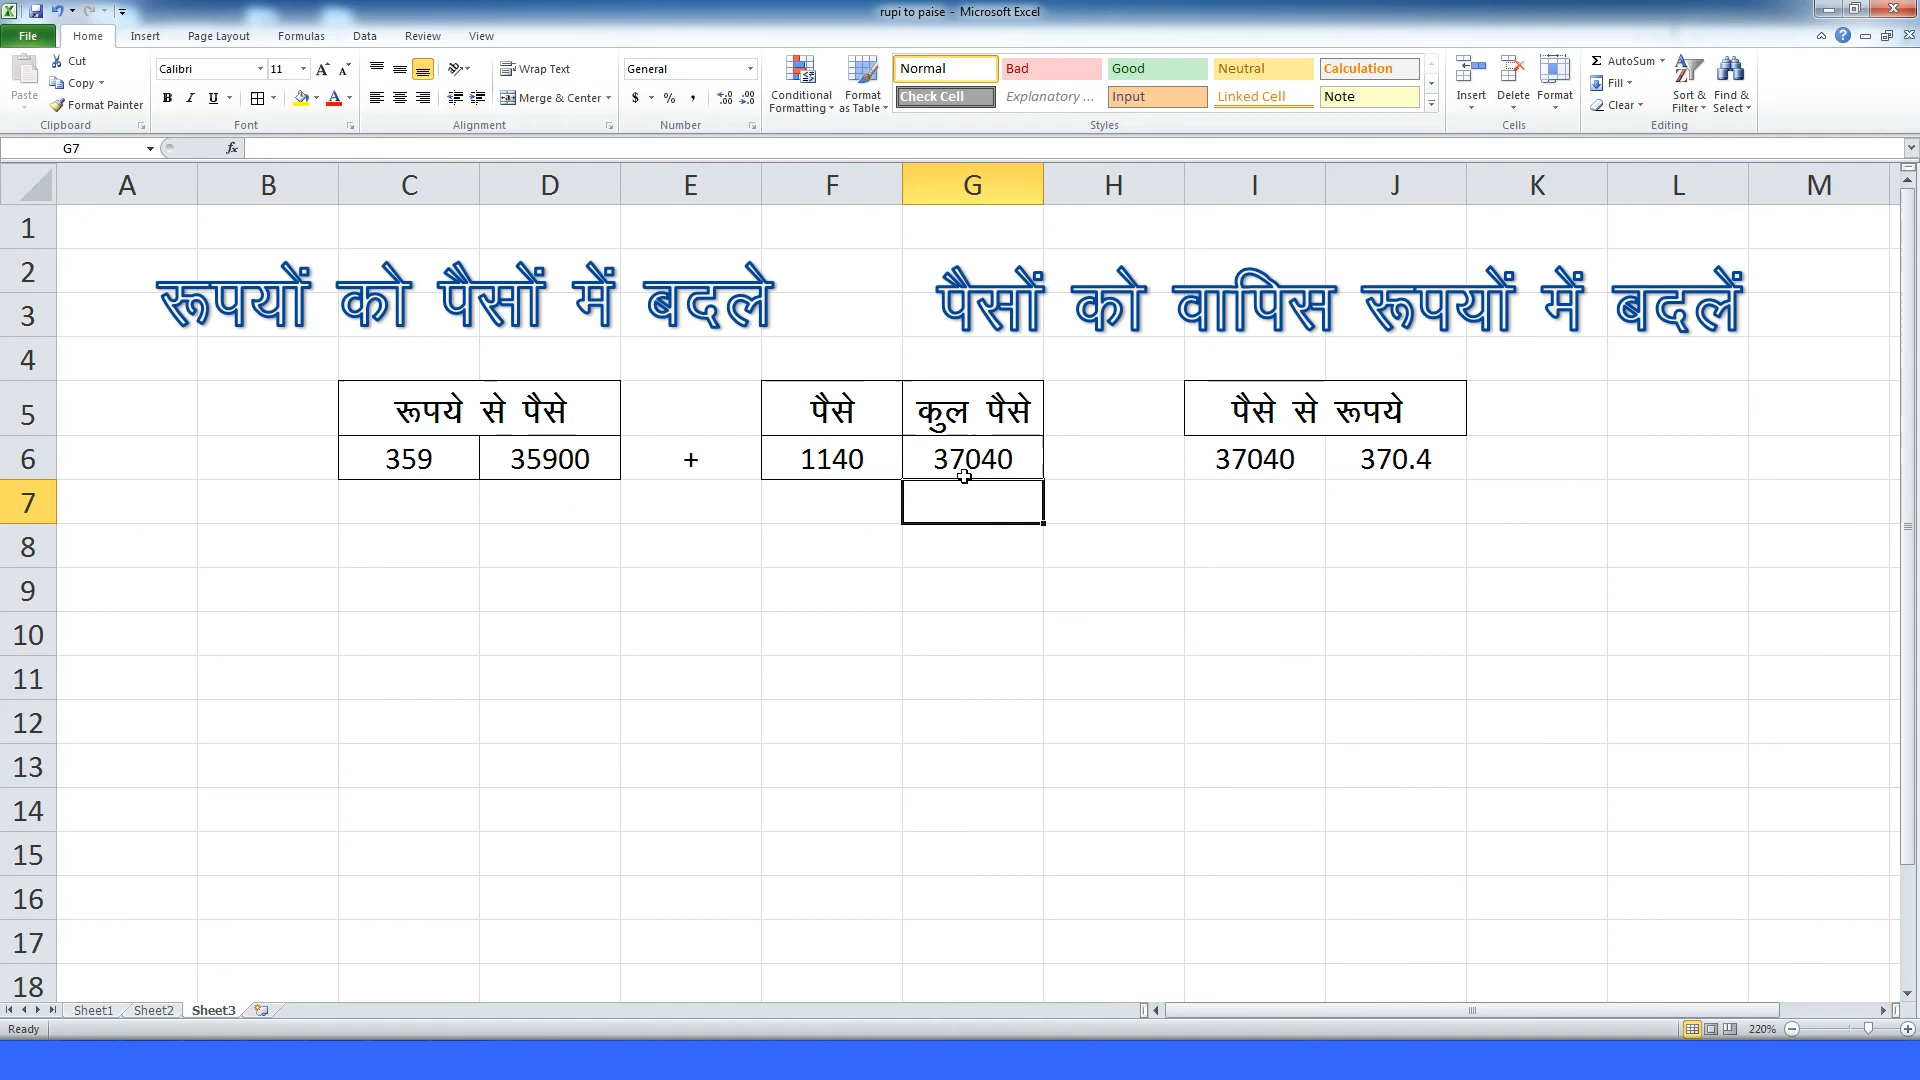 rupi to paise - Microsoft Excel
File Home Insert Page Layout Formulas Data Review View
Paste
Cut
Copy
Format Painter
Clipboard
Calibri 11
B I U
Font
Wrap Text
Merge & Center
Alignment
General
$ % ,
Number
Conditional Formatting
Format as Table
Normal Bad Good Neutral Calculation
Check Cell Explanatory ... Input Linked Cell Note
Styles
Insert Delete Format
Cells
Σ AutoSum
Fill
Clear
Sort & Filter
Find & Select
Editing
G7 fx
A B C D E F G H I J K L M
1
2
3
रूपयों को पैसों में बदले
पैसों को वापिस रूपयों में बदलें
4
5 रूपये से पैसे पैसे कुल पैसे पैसे से रूपये
6 359 35900 + 1140 37040 37040 370.4
7
8
9
10
11
12
13
14
15
16
17
18
Sheet1 Sheet2 Sheet3
Ready 220%